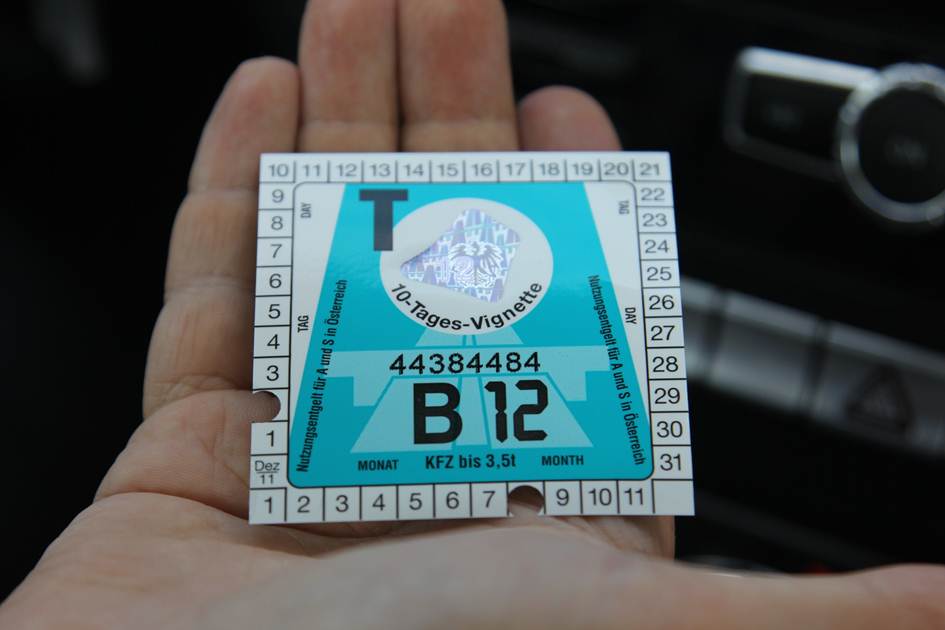 10 11 12 13 14 15 16 17 18 19 20 21
9 DAY T TAG 22
8 23
7 24
6 25
5 26
4 TAG DAY 27
3 28
29
1 30
Dez 11 31
10-Tages-Vignette
Nutzungsentgelt für A und S in Österreich
Nutzungsentgelt für A und S in Österreich
44384484
B 12
MONAT KFZ bis 3,5t MONTH
1 2 3 4 5 6 7 9 10 11